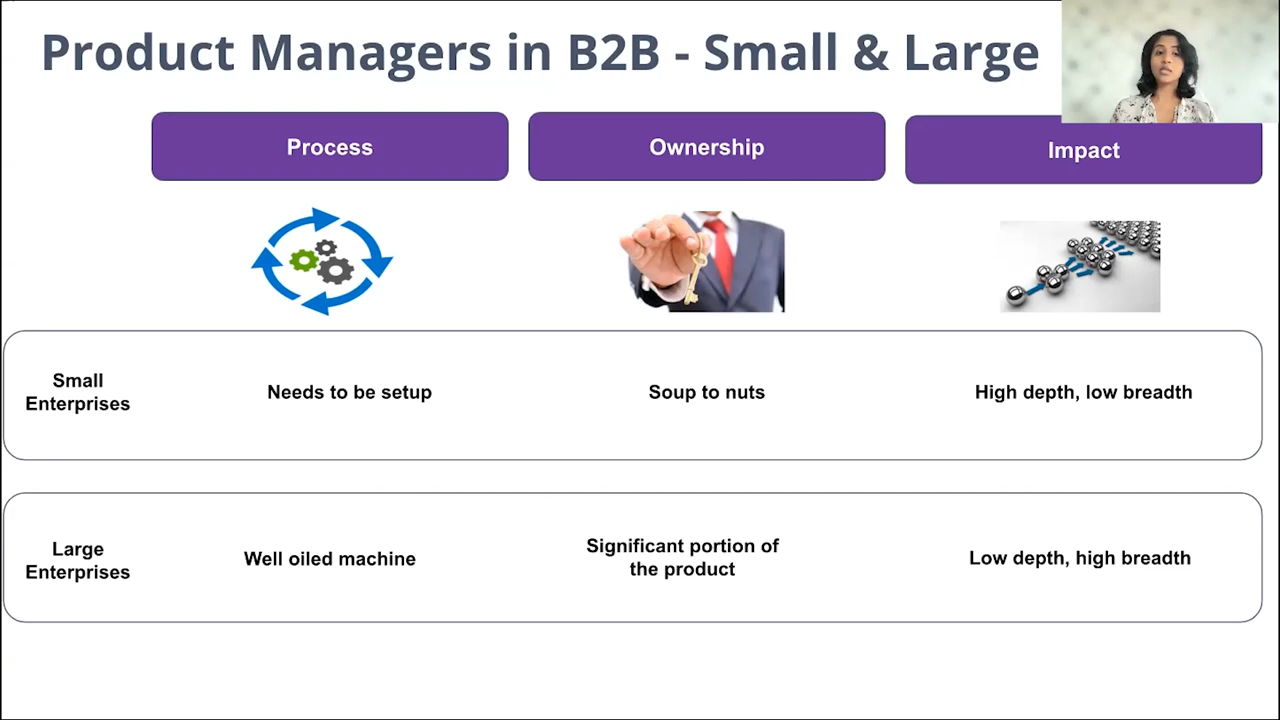 Product Managers in B2B - Small & Large
Process
Ownership
Impact
Small
Enterprises
Needs to be setup
Soup to nuts
High depth, low breadth
Large
Enterprises
Well oiled machine
Significant portion of
the product
Low depth, high breadth